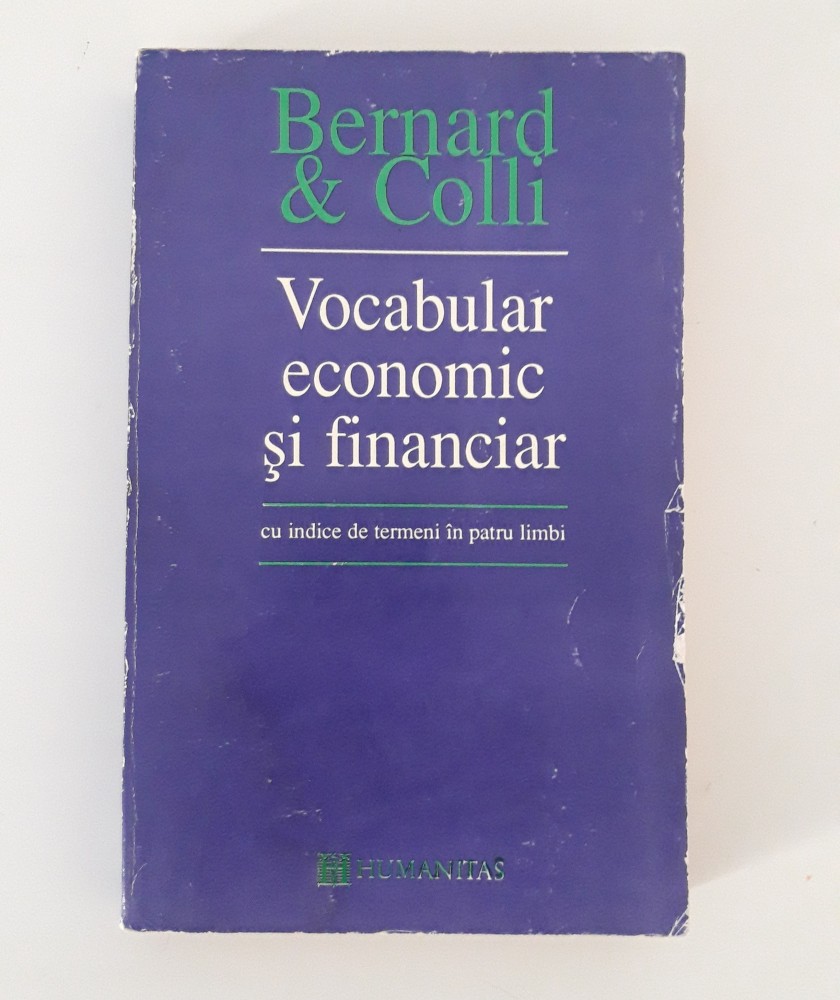 Bernard
& Colli
Vocabular
economic
şi financiar
cu indice de termeni în patru limbi
HUMANITAS